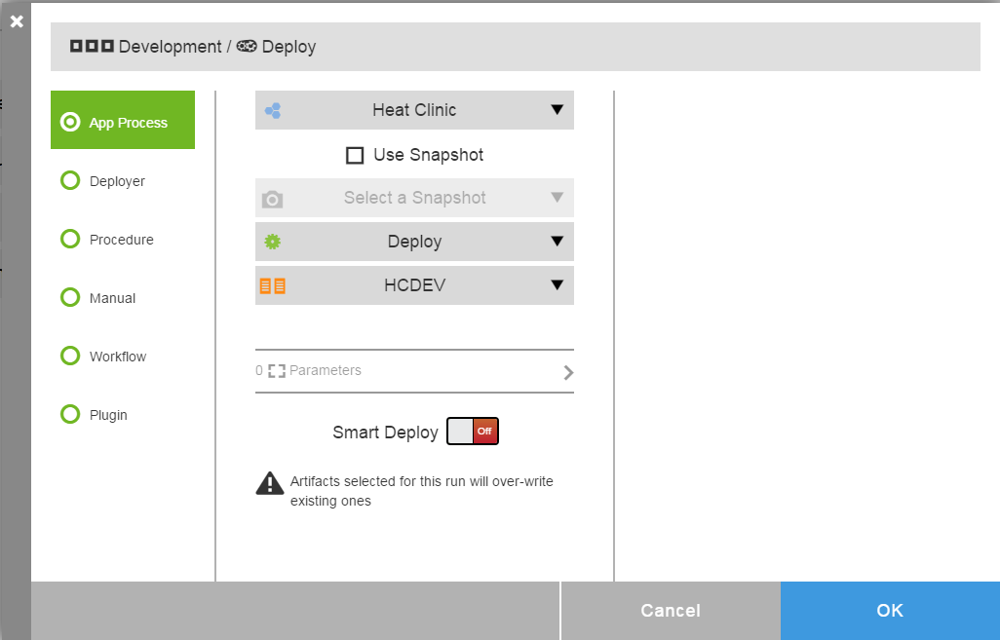 Development / Deploy
App Process
Deployer
Procedure
Manual
Workflow
Plugin
Heat Clinic
Use Snapshot
Select a Snapshot
Deploy
HCDEV
0 Parameters
Smart Deploy Off
Artifacts selected for this run will over-write
existing ones
Cancel
OK